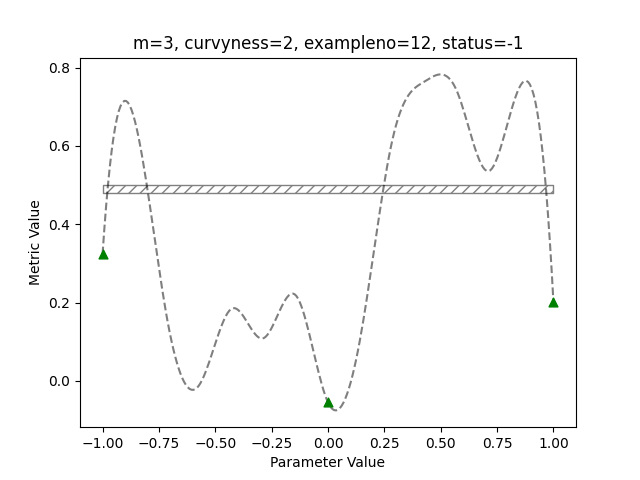 m=3, curvyness=2, exampleno=12, status=-1
Metric Value
0.8
0.6
0.4
0.2
0.0
−1.00 −0.75 −0.50 −0.25 0.00 0.25 0.50 0.75 1.00
Parameter Value